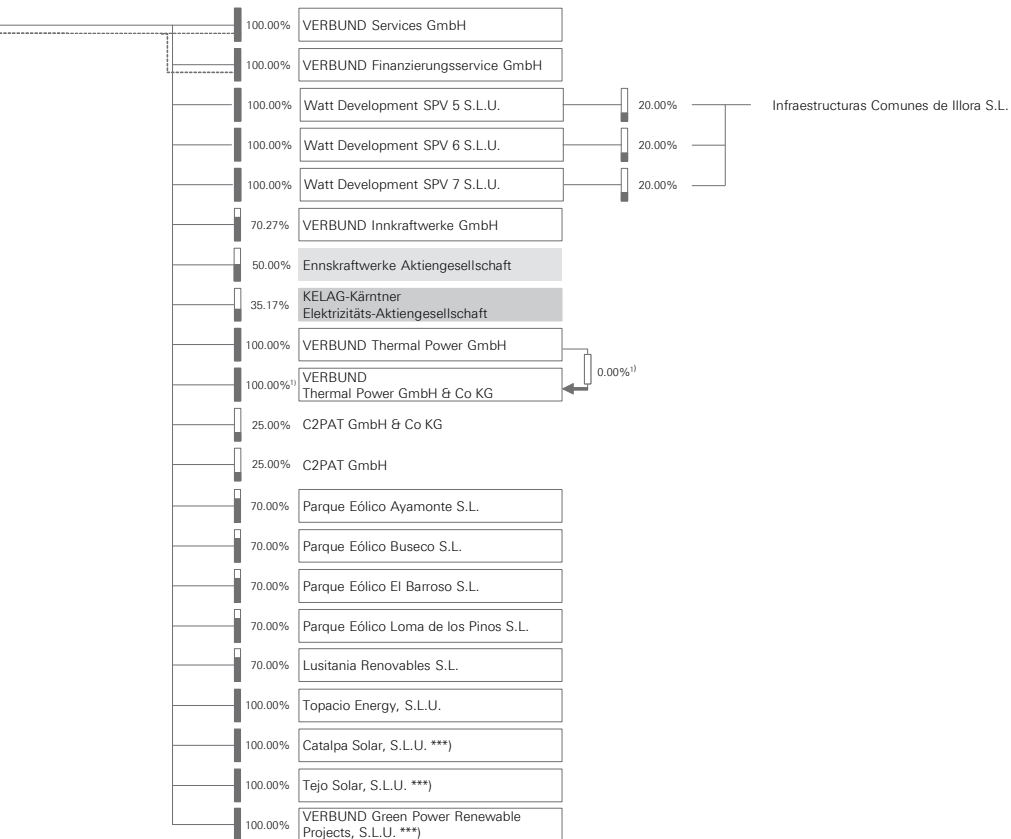 100.00% VERBUND Services GmbH
100.00% VERBUND Finanzierungsservice GmbH
100.00% Watt Development SPV 5 S.L.U. 20.00% Infraestructuras Comunes de Illora S.L.
100.00% Watt Development SPV 6 S.L.U. 20.00%
100.00% Watt Development SPV 7 S.L.U. 20.00%
70.27% VERBUND Innkraftwerke GmbH
50.00% Ennskraftwerke Aktiengesellschaft
35.17% KELAG-Kärntner
Elektrizitäts-Aktiengesellschaft
100.00% VERBUND Thermal Power GmbH
0.00%¹⁾
100.00%¹⁾ VERBUND
Thermal Power GmbH & Co KG
25.00% C2PAT GmbH & Co KG
25.00% C2PAT GmbH
70.00% Parque Eólico Ayamonte S.L.
70.00% Parque Eólico Buseco S.L.
70.00% Parque Eólico El Barroso S.L.
70.00% Parque Eólico Loma de los Pinos S.L.
70.00% Lusitania Renovables S.L.
100.00% Topacio Energy, S.L.U.
100.00% Catalpa Solar, S.L.U. ***)
100.00% Tejo Solar, S.L.U. ***)
100.00% VERBUND Green Power Renewable
Projects, S.L.U. ***)